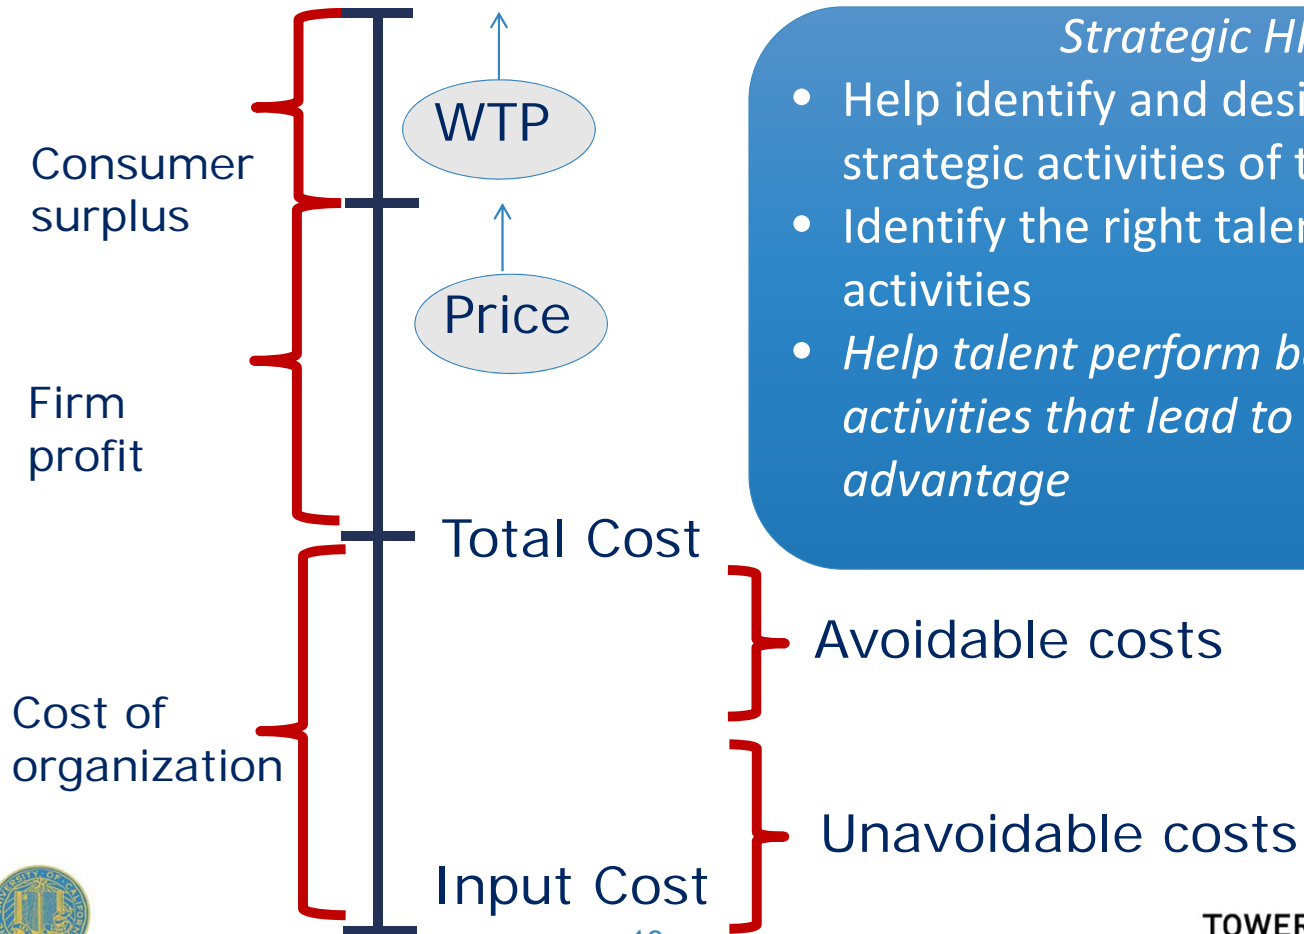 Strategic
Help identify and
strategic activities of
Identify the right
activities
Help talent perform
activities that lead to
advantage
WTP
Consumer
surplus
Price
Firm
profit
Total Cost
Avoidable costs
Cost of
organization
Unavoidable costs
Input Cost